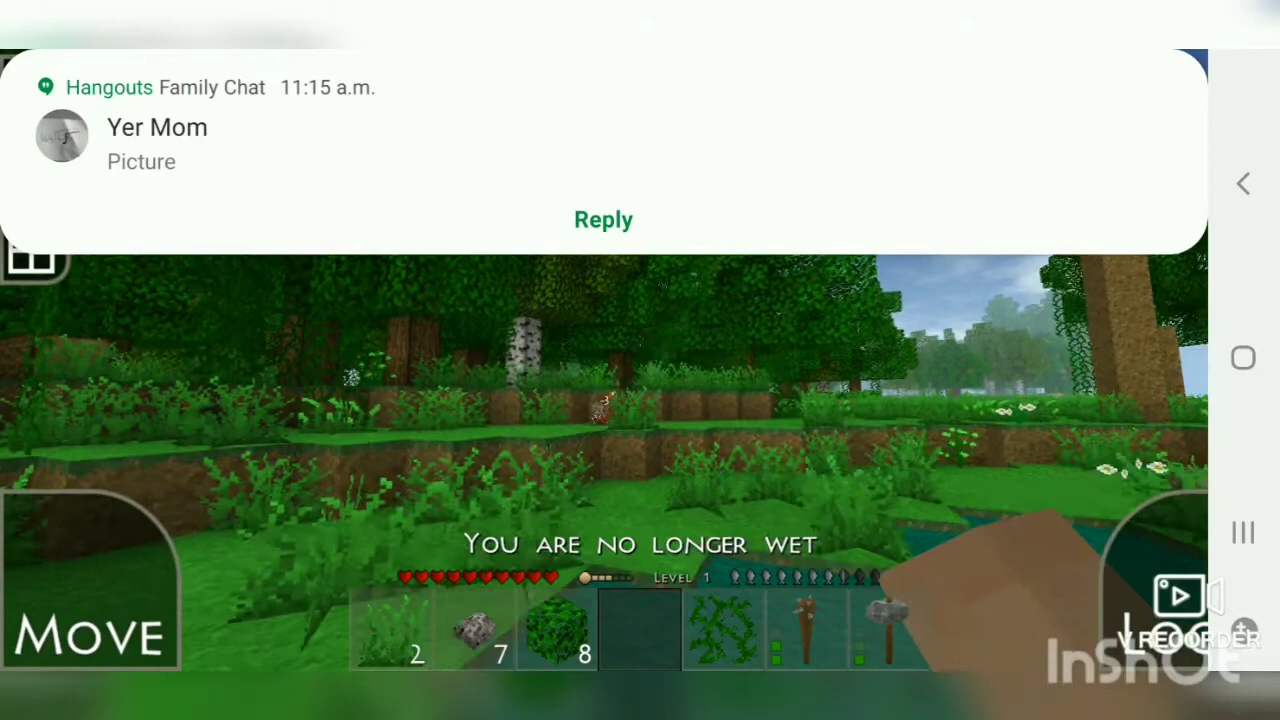 Hangouts Family Chat 11:15 a.m.
Yer Mom
Picture
Reply
YOU ARE NO LONGER WET
LEVEL 1
2 7 8
MOVE
V RECORDER
InShOt